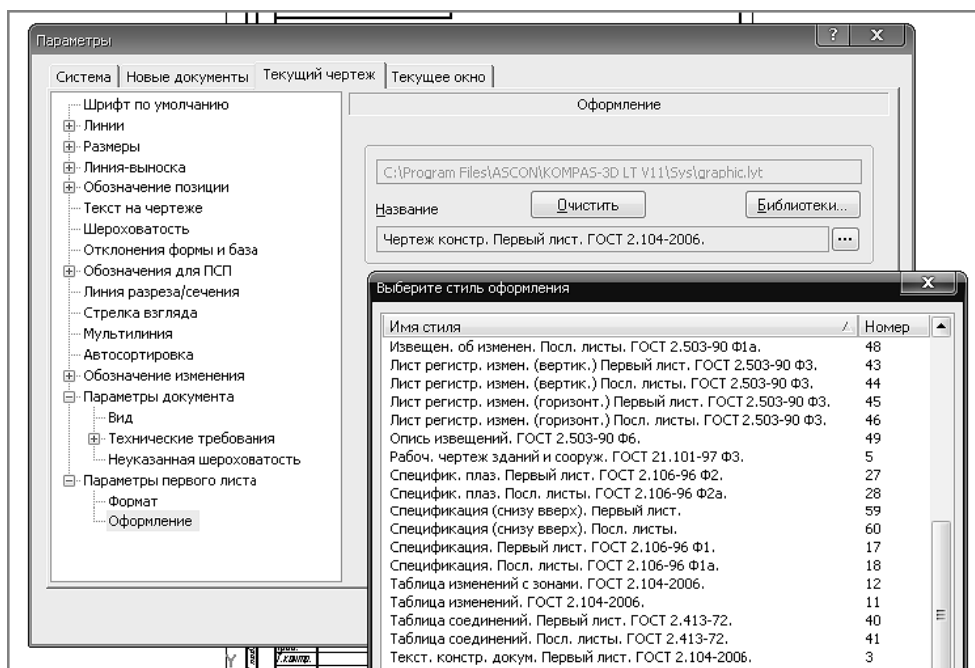 Параметры
?
X
Система
Новые документы
Текущий чертеж
Текущее окно
Шрифт по умолчанию
Линии
Размеры
Линия-выноска
Обозначение позиции
Текст на чертеже
Шероховатость
Отклонения формы и база
Обозначения для ПСП
Линия разреза/сечения
Стрелка взгляда
Мультилиния
Автосортировка
Обозначение изменения
Параметры документа
Вид
Технические требования
Неуказанная шероховатость
Параметры первого листа
Формат
Оформление
Оформление
C:\Program Files\ASCON\KOMPAS-3D LT V11\Sys\graphic.lyt
Название
Очистить
Библиотеки...
Чертеж констр. Первый лист. ГОСТ 2.104-2006.
...
Выберите стиль оформления
X
Имя стиля Номер
Извещен. об изменен. Посл. листы. ГОСТ 2.503-90 Ф1а. 48
Лист регистр. измен. (вертик.) Первый лист. ГОСТ 2.503-90 Ф3. 43
Лист регистр. измен. (вертик.) Посл. листы. ГОСТ 2.503-90 Ф3. 44
Лист регистр. измен. (горизонт.) Первый лист. ГОСТ 2.503-90 Ф3. 45
Лист регистр. измен. (горизонт.) Посл. листы. ГОСТ 2.503-90 Ф3. 46
Опись извещений. ГОСТ 2.503-90 Ф6. 49
Рабоч. чертеж зданий и сооруж. ГОСТ 21.101-97 Ф3. 5
Специфик. плаз. Первый лист. ГОСТ 2.106-96 Ф2. 27
Специфик. плаз. Посл. листы. ГОСТ 2.106-96 Ф2а. 28
Спецификация (снизу вверх). Первый лист. 59
Спецификация (снизу вверх). Посл. листы. 60
Спецификация. Первый лист. ГОСТ 2.106-96 Ф1. 17
Спецификация. Посл. листы. ГОСТ 2.106-96 Ф1а. 18
Таблица изменений с зонами. ГОСТ 2.104-2006. 12
Таблица изменений. ГОСТ 2.104-2006. 11
Таблица соединений. Первый лист. ГОСТ 2.413-72. 40
Таблица соединений. Посл. листы. ГОСТ 2.413-72. 41
Текст. констр. докум. Первый лист. ГОСТ 2.104-2006. 3
Y
Т.контр.